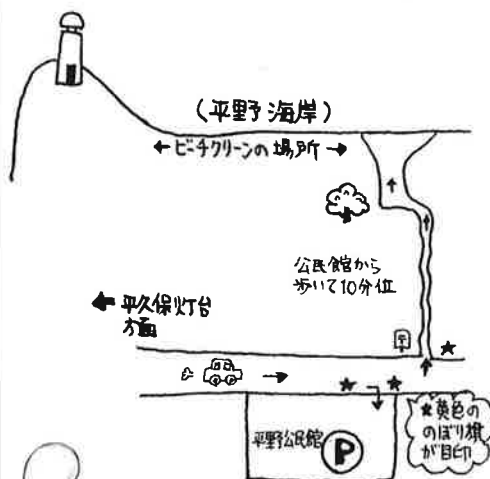 (平野海岸)
←ビーチクリーンの場所→
公民館から
歩いて10分位
← 平久保灯台
方面
〒
平野公民館
P
★黄色の
のぼり旗
が目印